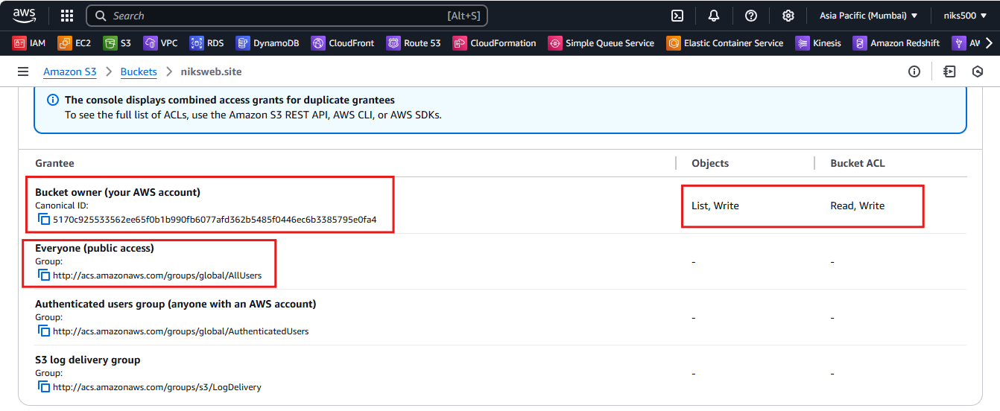 aws
Search [Alt+S] Asia Pacific (Mumbai) niks500
IAM EC2 S3 VPC RDS DynamoDB CloudFront Route 53 CloudFormation Simple Queue Service Elastic Container Service Kinesis Amazon Redshift AW
Amazon S3 > Buckets > niksweb.site
The console displays combined access grants for duplicate grantees
To see the full list of ACLs, use the Amazon S3 REST API, AWS CLI, or AWS SDKs.
Grantee Objects Bucket ACL
Bucket owner (your AWS account)
Canonical ID:
List, Write Read, Write
5170c925533562ee65f0b1b990fb6077afd362b5485f0446ec6b3385795e0fa4
Everyone (public access)
Group:
- -
http://acs.amazonaws.com/groups/global/AllUsers
Authenticated users group (anyone with an AWS account)
Group:
- -
http://acs.amazonaws.com/groups/global/AuthenticatedUsers
S3 log delivery group
Group:
- -
http://acs.amazonaws.com/groups/s3/LogDelivery